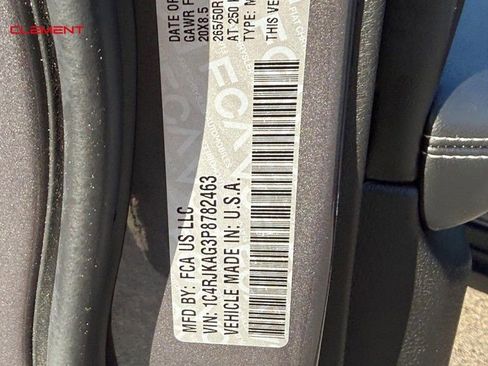 CLEMENT
DATE OF
GAWR F
20X8.5
265/50R
AT 250
TYPE: M
THIS VE
MFD BY: FCA US LLC
VIN: 1C4RJKAG3P8782463
VEHICLE MADE IN: U.S.A.